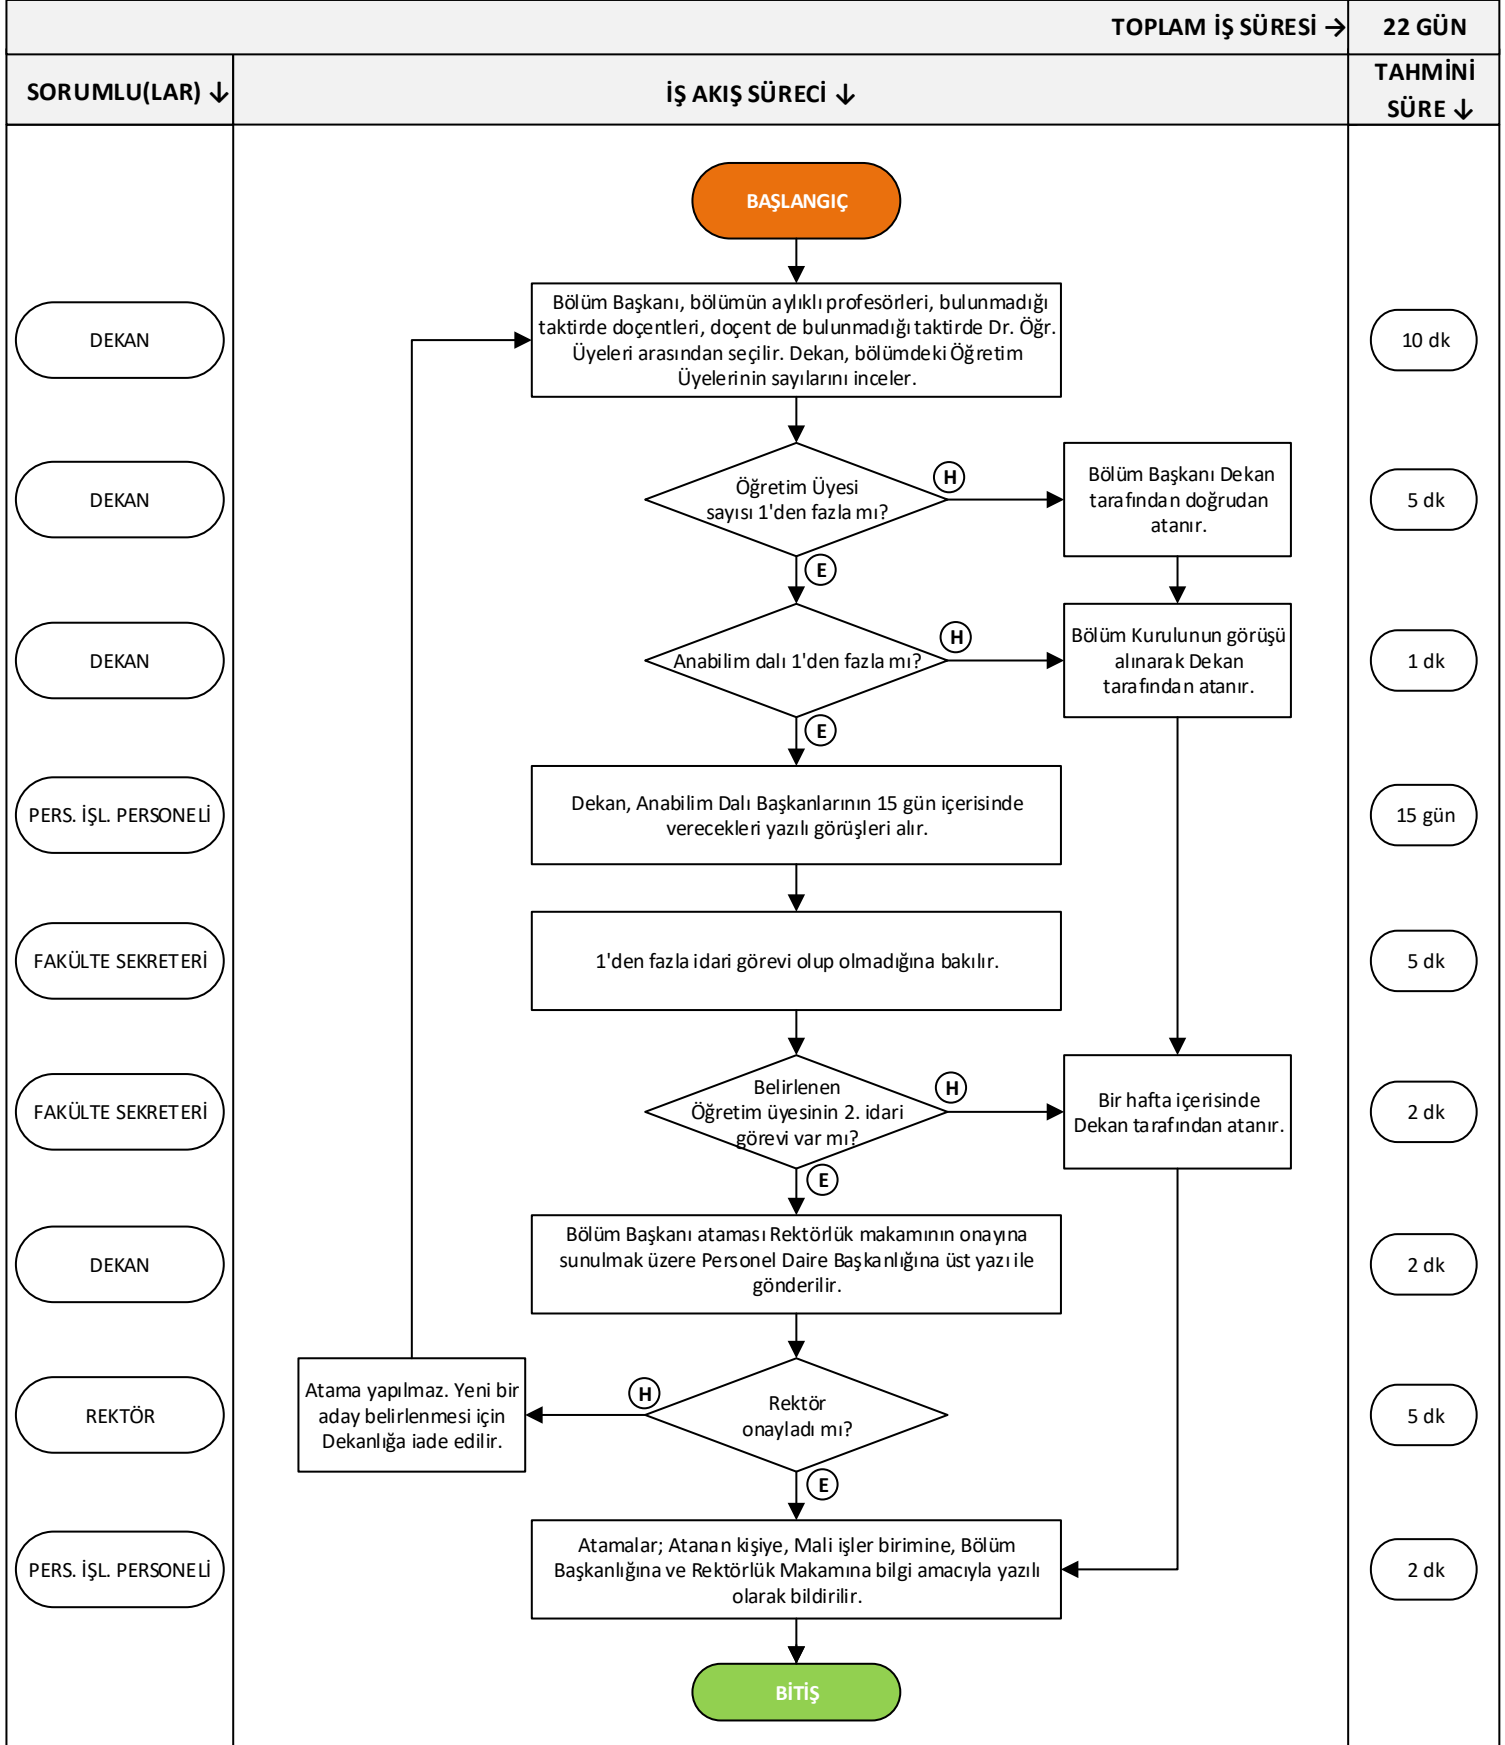 TOPLAM İŞ SÜRESİ → 22 GÜN
SORUMLU(LAR) ↓
İŞ AKIŞ SÜRECİ ↓
TAHMİNİ
SÜRE ↓
BAŞLANGIÇ
DEKAN
Bölüm Başkanı, bölümün aylıklı profesörleri, bulunmadığı
taktirde doçentleri, doçent de bulunmadığı taktirde Dr. Öğr.
Üyeleri arasından seçilir. Dekan, bölümdeki Öğretim
Üyelerinin sayılarını inceler.
10 dk
DEKAN
Öğretim Üyesi
sayısı 1'den fazla mı?
H
E
Bölüm Başkanı Dekan
tarafından doğrudan
atanır.
5 dk
DEKAN
Anabilim dalı 1'den fazla mı?
H
E
Bölüm Kurulunun görüşü
alınarak Dekan
tarafından atanır.
1 dk
PERS. İŞL. PERSONELİ
Dekan, Anabilim Dalı Başkanlarının 15 gün içerisinde
verecekleri yazılı görüşleri alır.
15 gün
FAKÜLTE SEKRETERİ
1'den fazla idari görevi olup olmadığına bakılır.
5 dk
FAKÜLTE SEKRETERİ
Belirlenen
Öğretim üyesinin 2. idari
görevi var mı?
H
E
Bir hafta içerisinde
Dekan tarafından atanır.
2 dk
DEKAN
Bölüm Başkanı ataması Rektörlük makamının onayına
sunulmak üzere Personel Daire Başkanlığına üst yazı ile
gönderilir.
2 dk
REKTÖR
Atama yapılmaz. Yeni bir
aday belirlenmesi için
Dekanlığa iade edilir.
H
Rektör
onayladı mı?
E
5 dk
PERS. İŞL. PERSONELİ
Atamalar; Atanan kişiye, Mali işler birimine, Bölüm
Başkanlığına ve Rektörlük Makamına bilgi amacıyla yazılı
olarak bildirilir.
2 dk
BİTİŞ